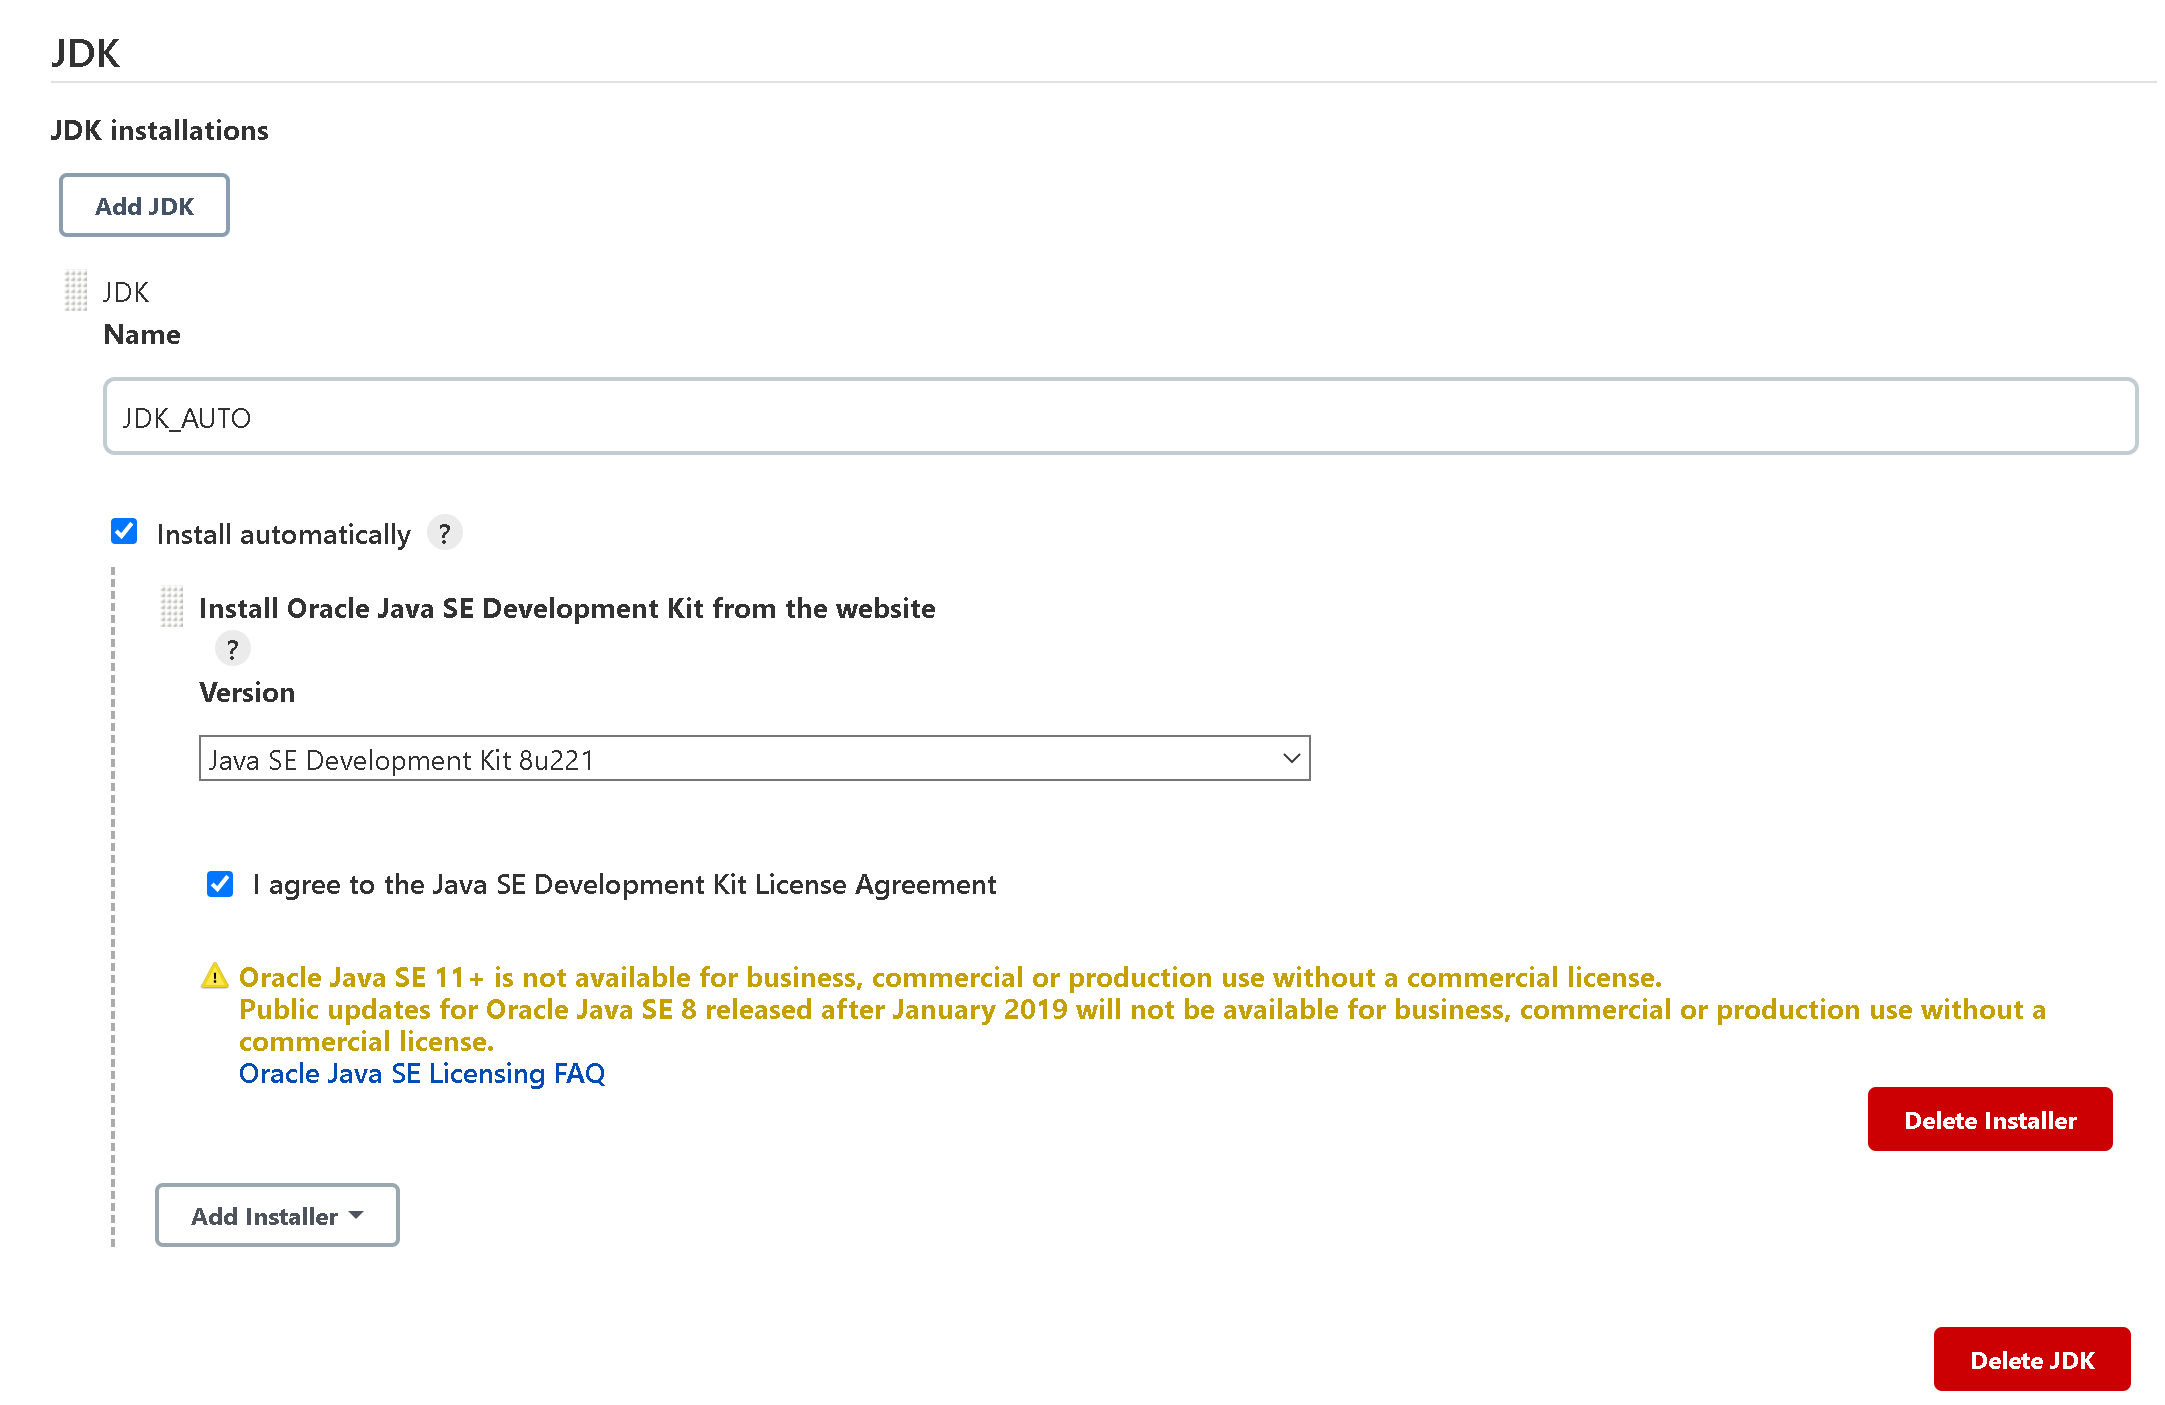 JDK
JDK installations
Add JDK
JDK
Name
JDK_AUTO
Install automatically ?
Install Oracle Java SE Development Kit from the website
?
Version
Java SE Development Kit 8u221
I agree to the Java SE Development Kit License Agreement
Oracle Java SE 11+ is not available for business, commercial or production use without a commercial license.
Public updates for Oracle Java SE 8 released after January 2019 will not be available for business, commercial or production use without a
commercial license.
Oracle Java SE Licensing FAQ
Delete Installer
Add Installer
Delete JDK